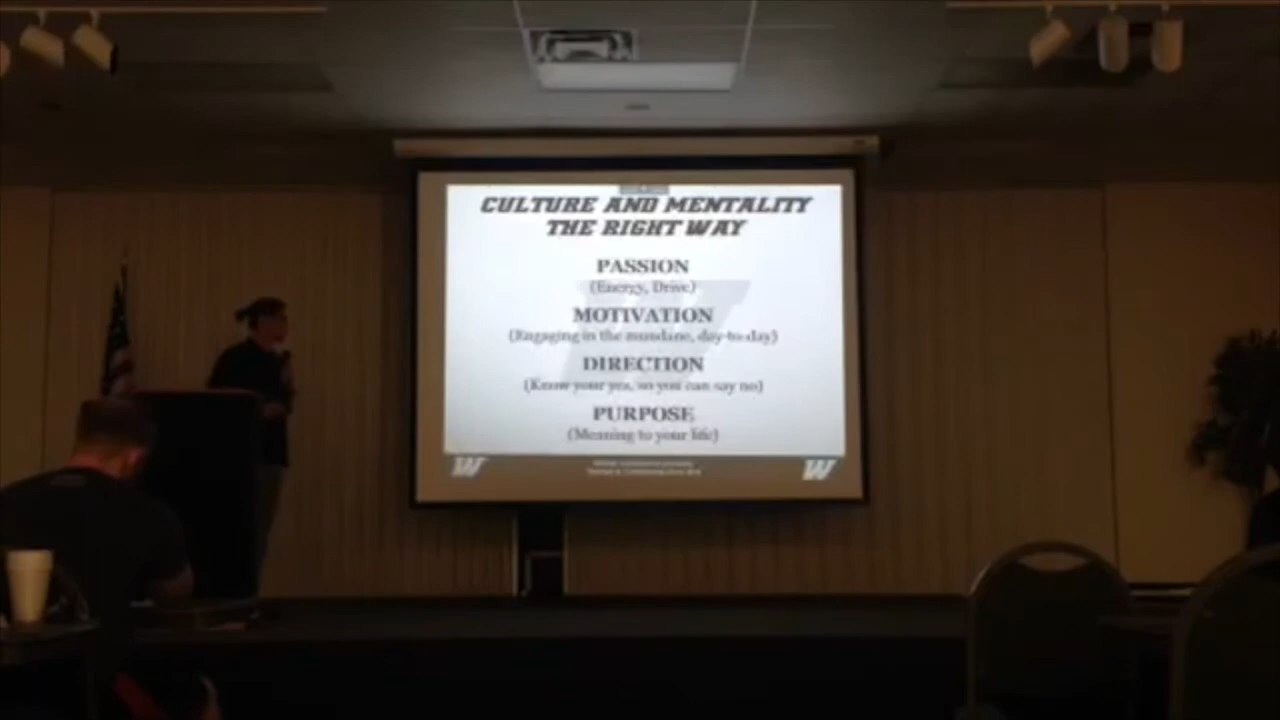 CULTURE AND MENTALITY
THE RIGHT WAY
PASSION
(Energy, Drive)
MOTIVATION
(Engaging in the mundane, day-to-day)
DIRECTION
(Know your yes, so you can say no)
PURPOSE
(Meaning to your life)
W
W